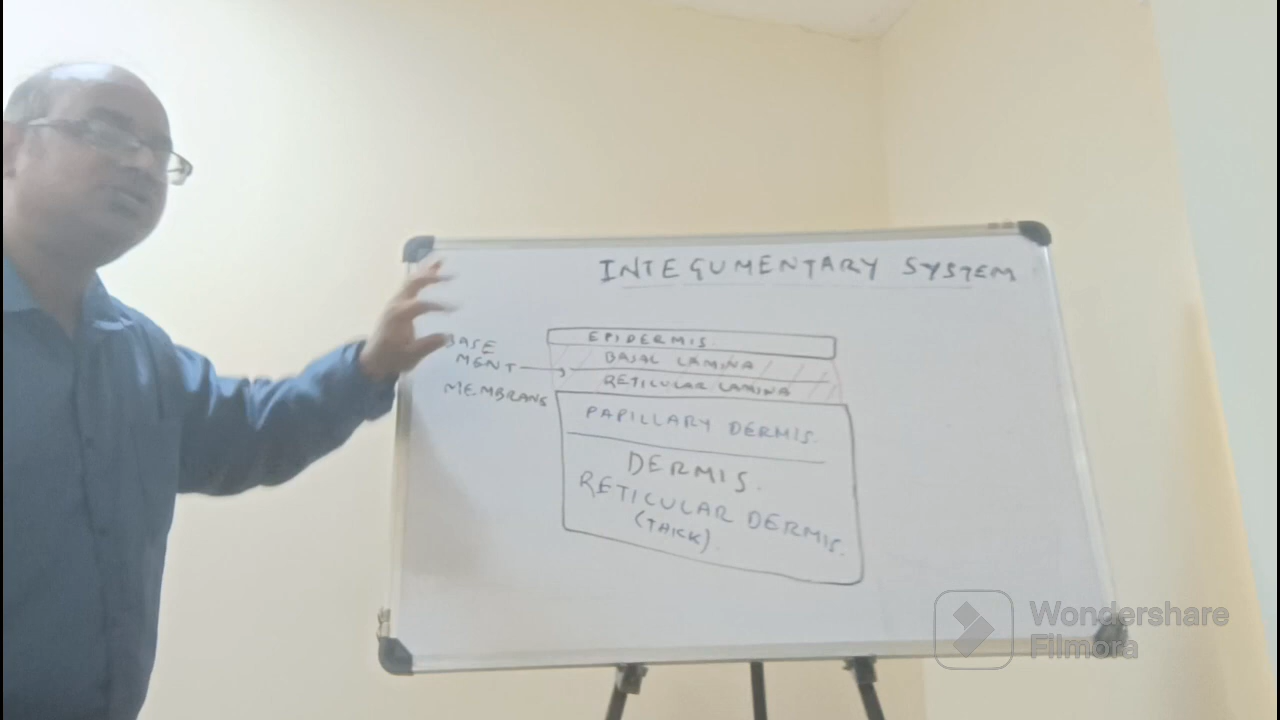 INTEGUMENTARY SYSTEM
EPIDERMIS.
BASAL LAMINA
RETICULAR LAMINA
BASE
MENT
MEMBRANE
PAPILLARY DERMIS.
DERMIS.
RETICULAR DERMIS.
(THICK).
Wondershare
Filmora